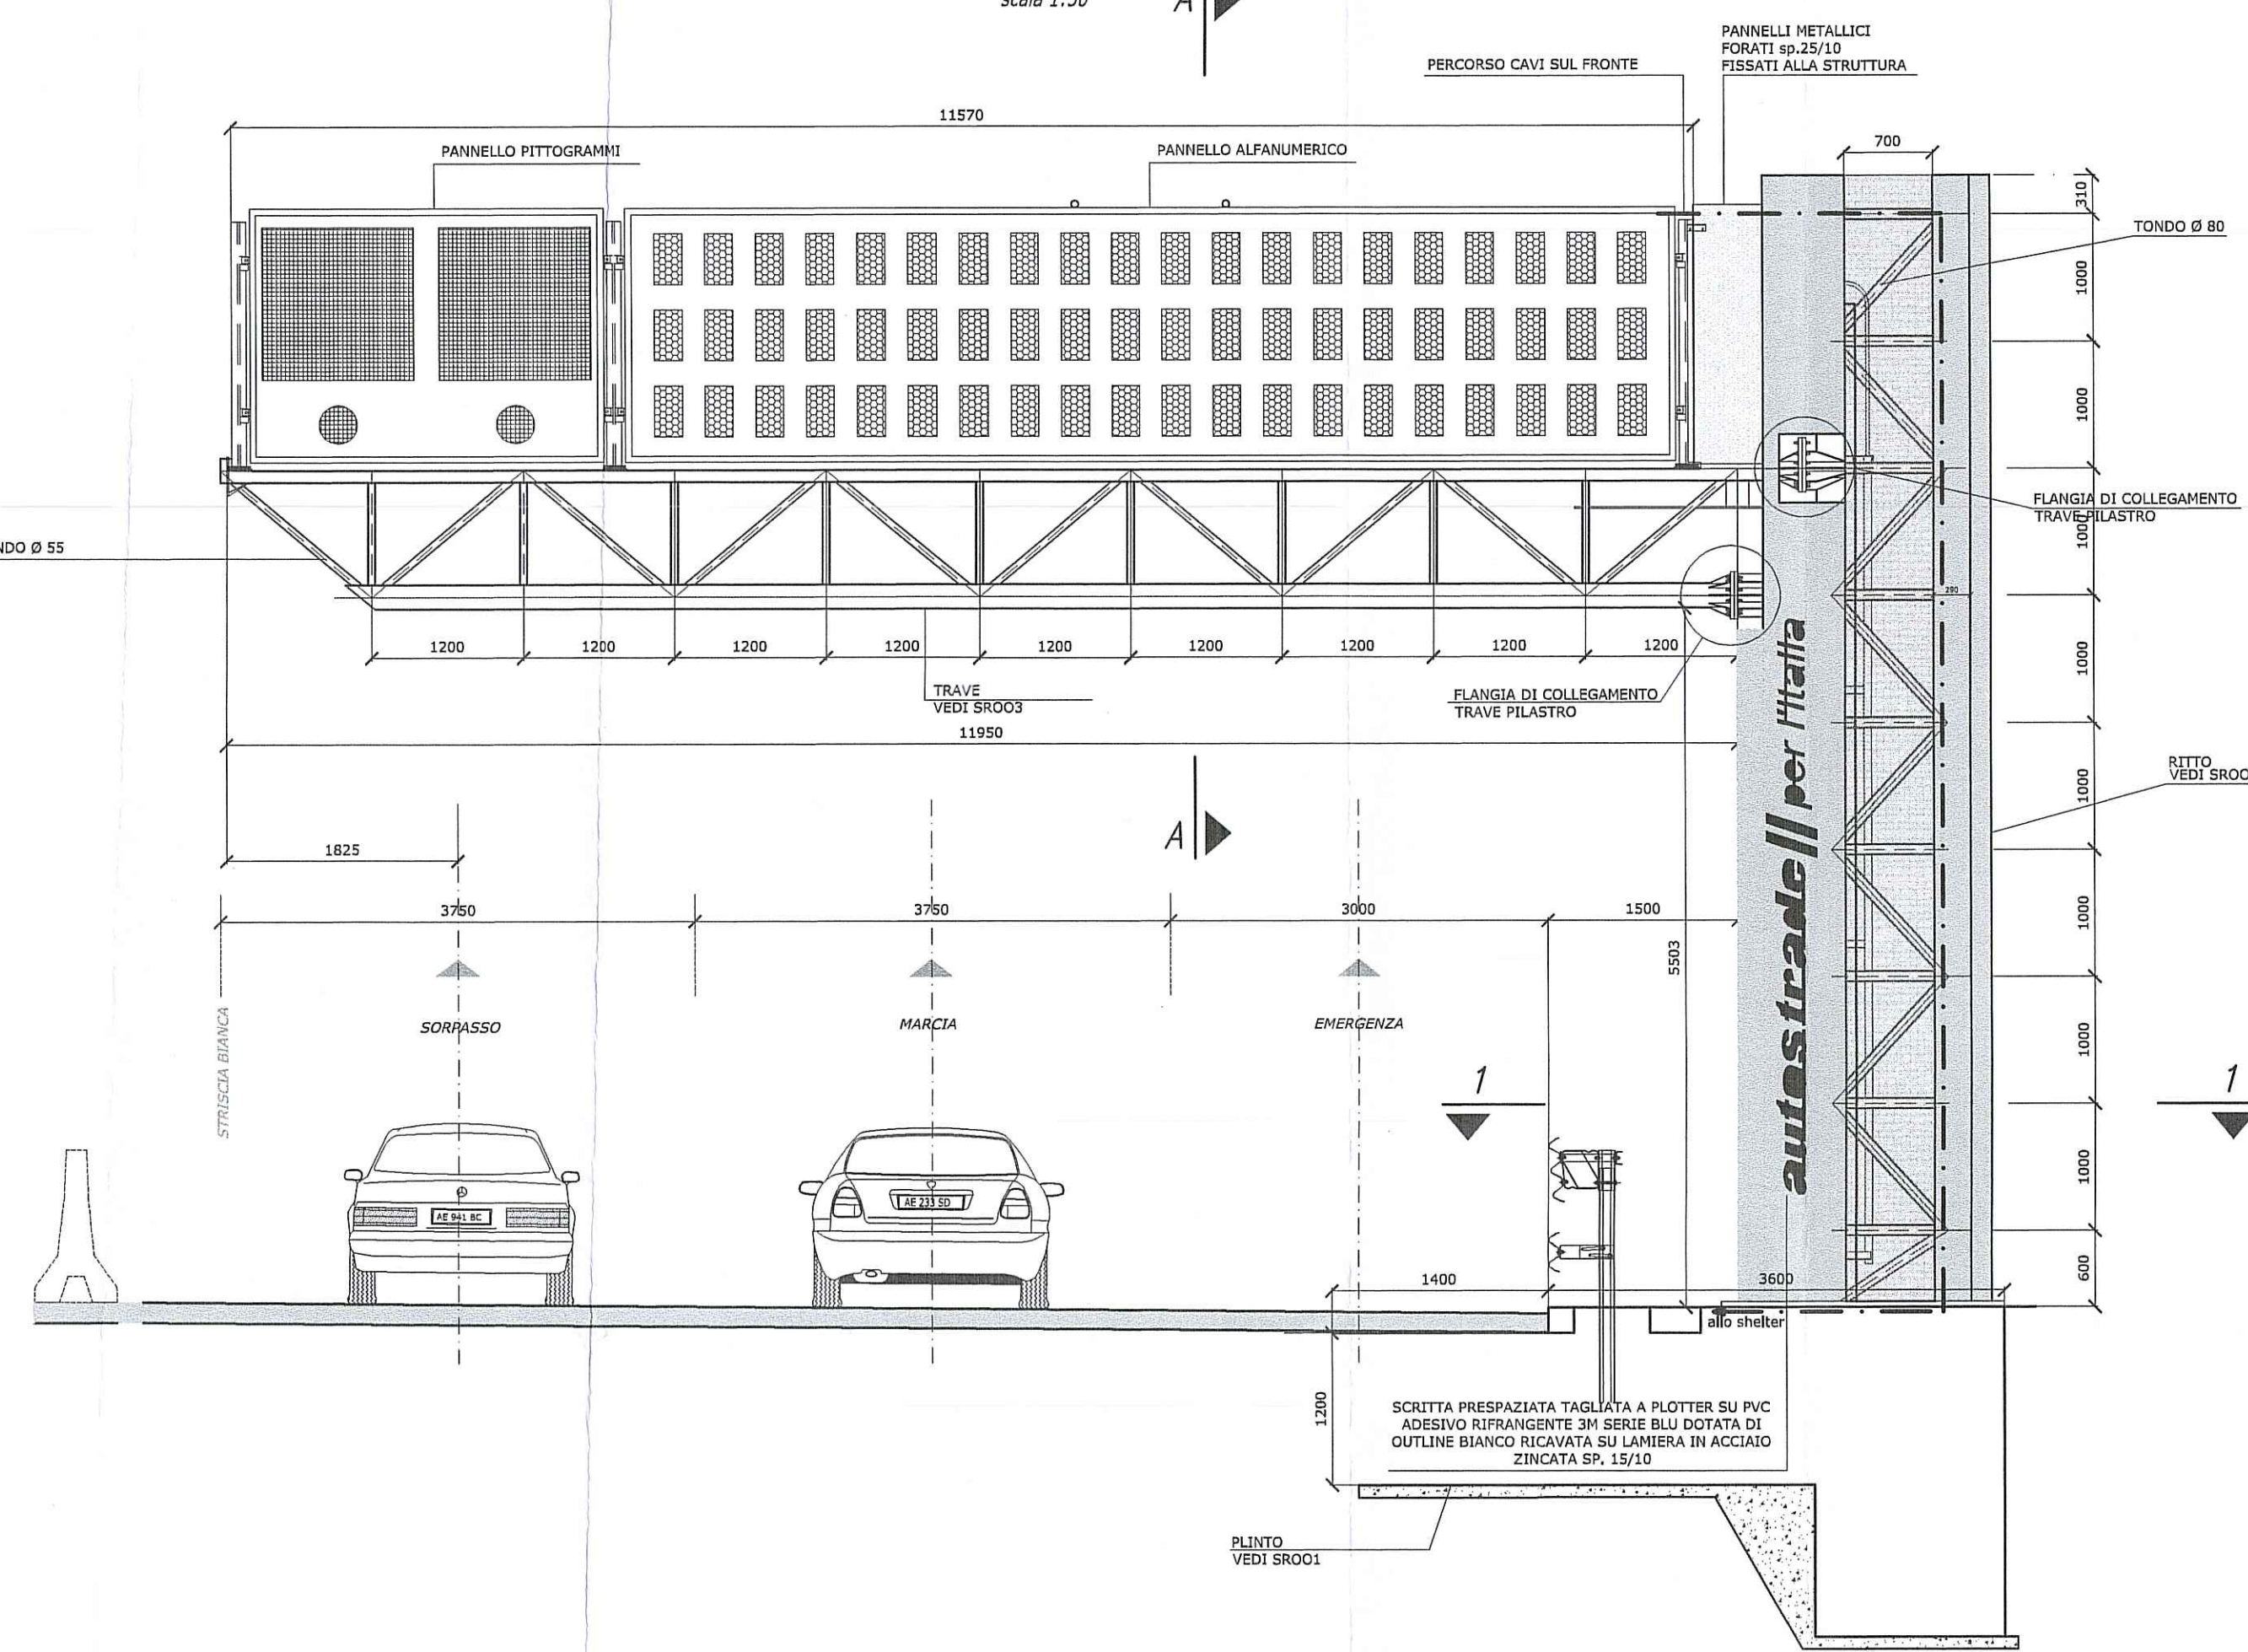 scala 1:50
A
PANNELLI METALLICI
FORATI sp.25/10
FISSATI ALLA STRUTTURA
PERCORSO CAVI SUL FRONTE
11570
700
PANNELLO PITTOGRAMMI
PANNELLO ALFANUMERICO
310
TONDO Ø 80
1000
1000
FLANGIA DI COLLEGAMENTO
TRAVE PILASTRO
1000
NDO Ø 55
290
1000
1200
1200
1200
1200
1200
1200
1200
1200
1200
TRAVE
VEDI SROO3
FLANGIA DI COLLEGAMENTO
TRAVE PILASTRO
11950
RITTO
VEDI SROO
1000
A
1825
autostrade// per l'Italia
3750
3750
3000
1500
1000
5503
STRISCIA BIANCA
SORPASSO
MARCIA
EMERGENZA
1000
1
1
1000
AE 941 BC
AE 233 SD
1400
3600
600
allo shelter
1200
SCRITTA PRESPAZIATA TAGLIATA A PLOTTER SU PVC
ADESIVO RIFRANGENTE 3M SERIE BLU DOTATA DI
OUTLINE BIANCO RICAVATA SU LAMIERA IN ACCIAIO
ZINCATA SP. 15/10
PLINTO
VEDI SROO1